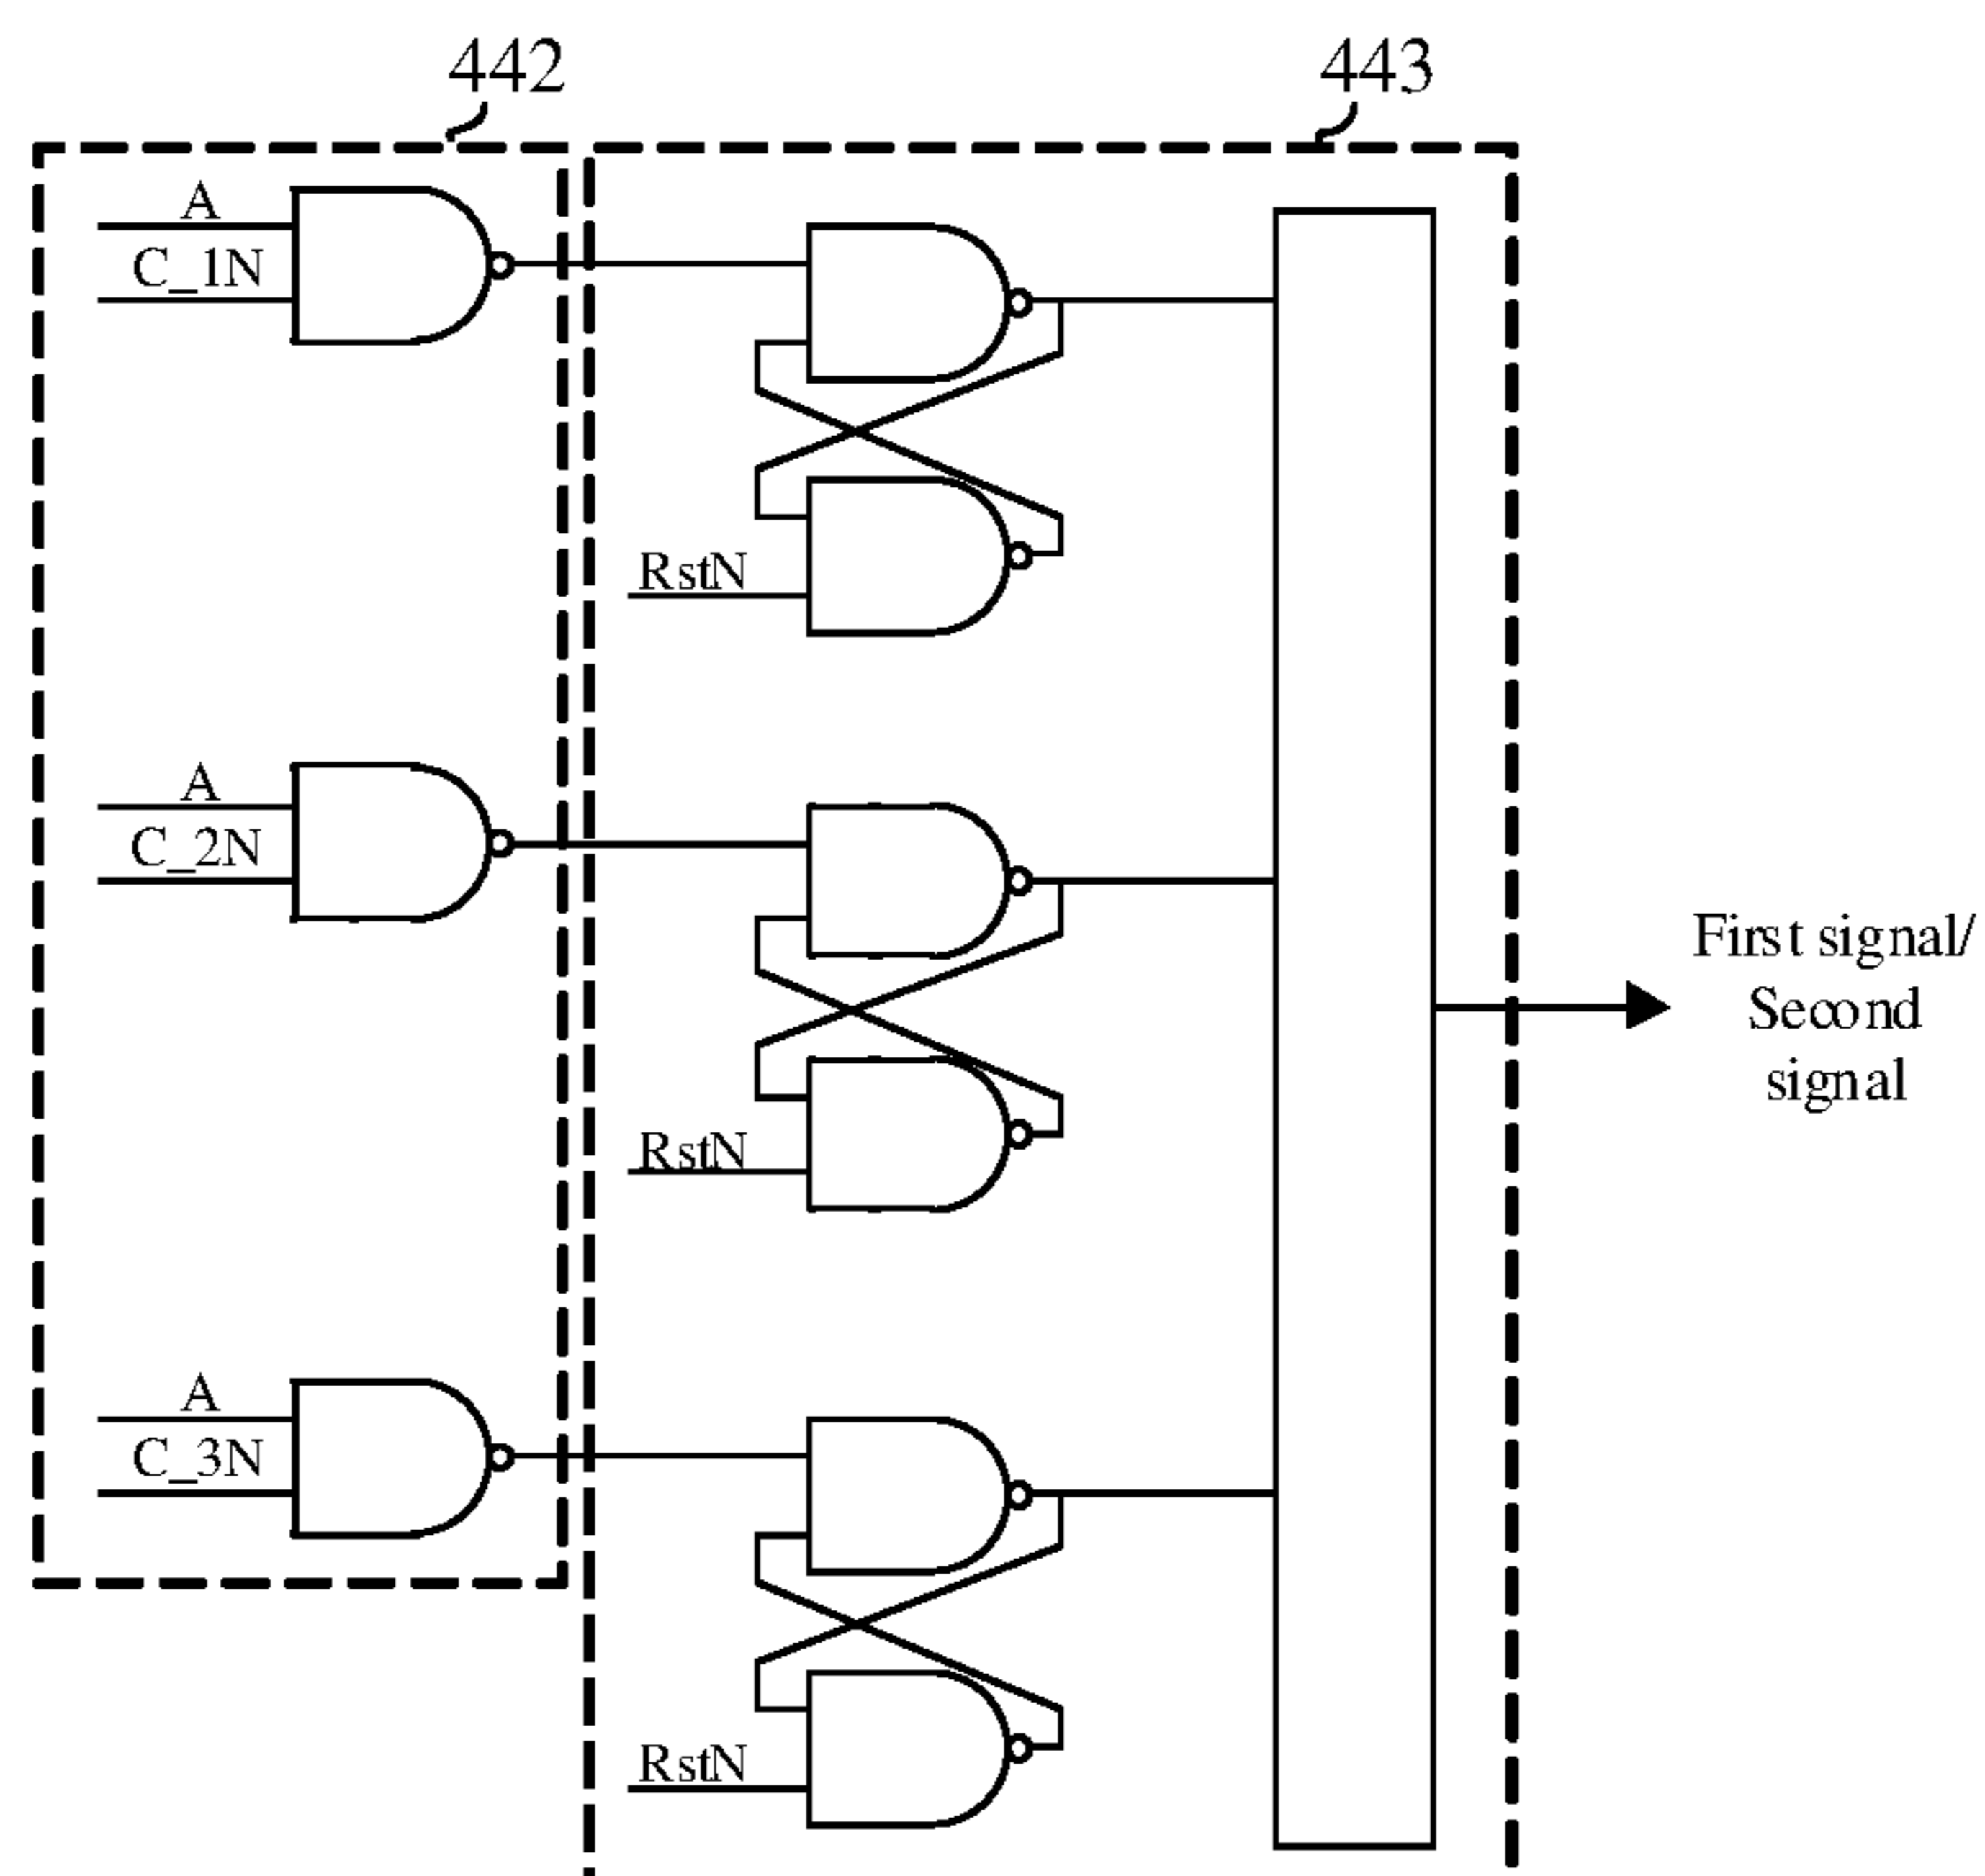 442
443
A
C_1N
RstN
A
C_2N
First signal/
Second
signal
RstN
A
C_3N
RstN